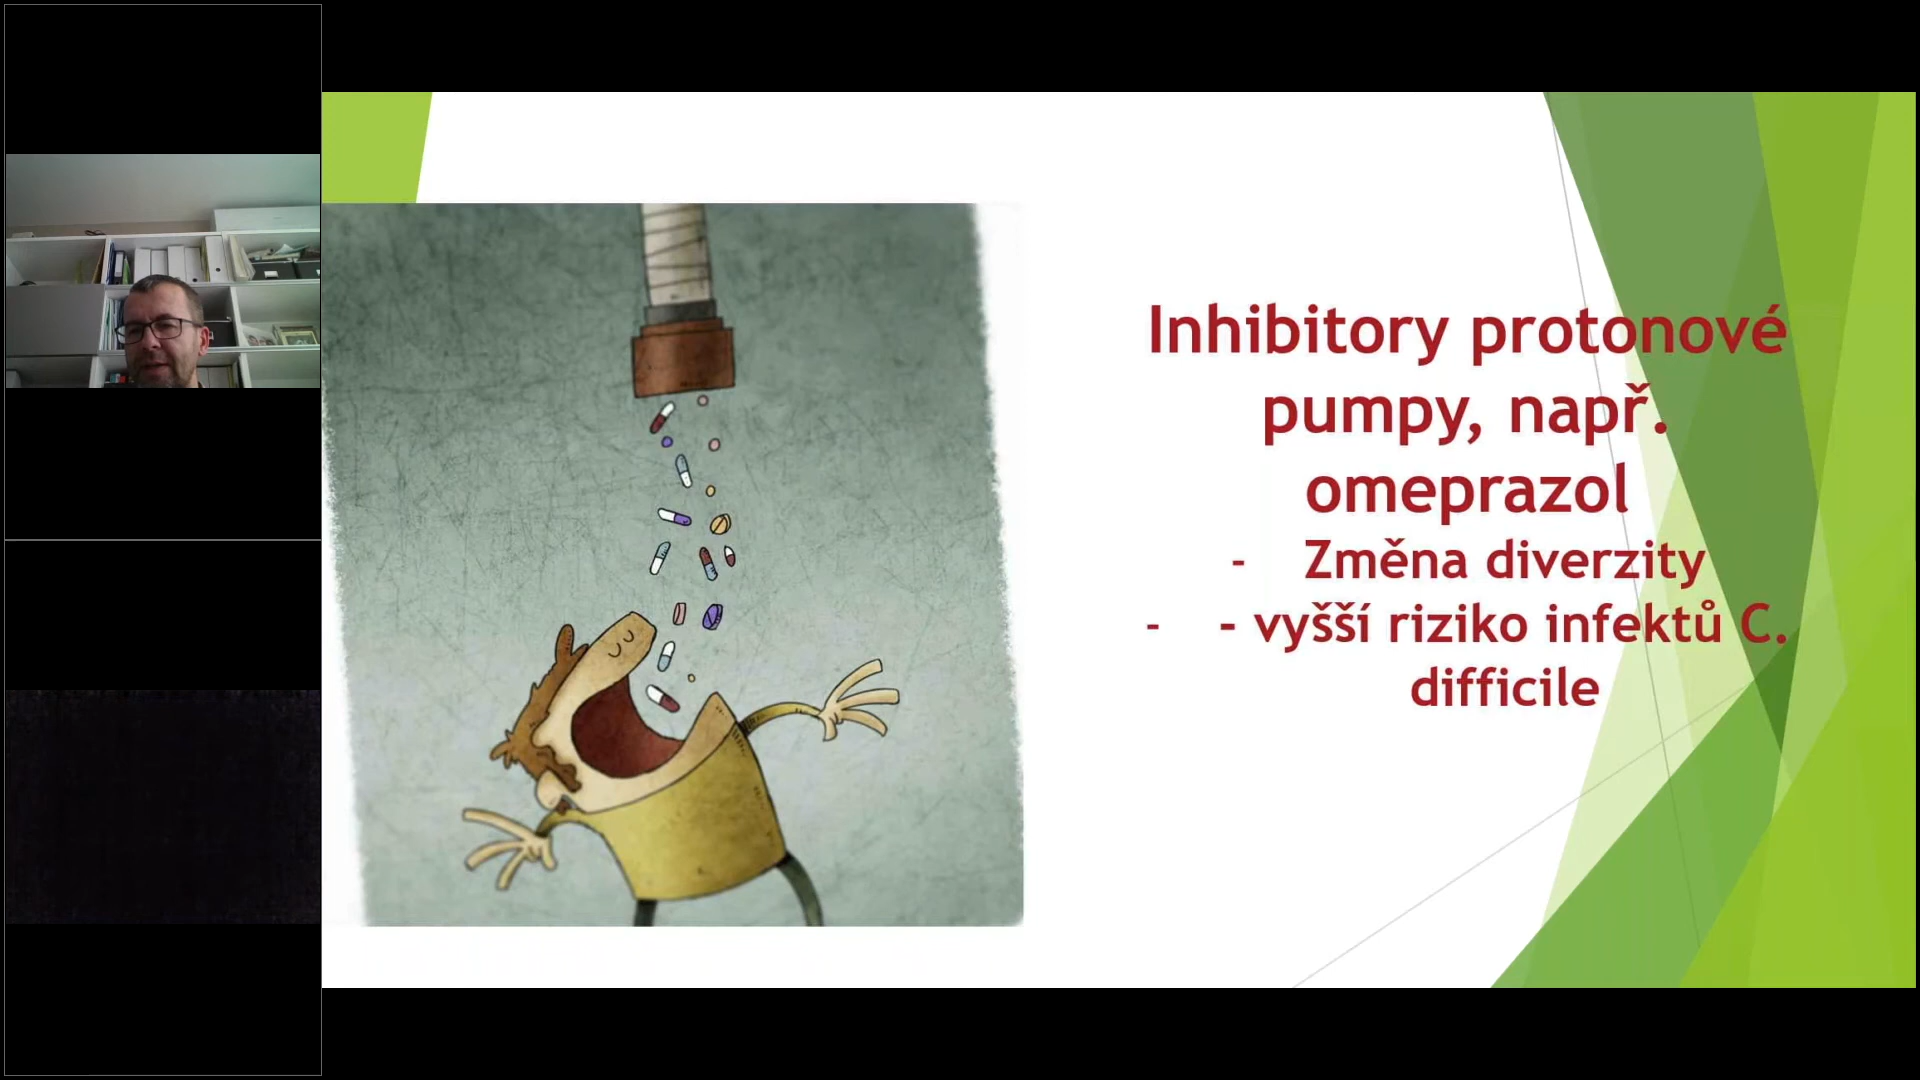 Inhibitory protonové
pumpy, např.
omeprazol
- Změna diverzity
- - vyšší riziko infektů C.
difficile